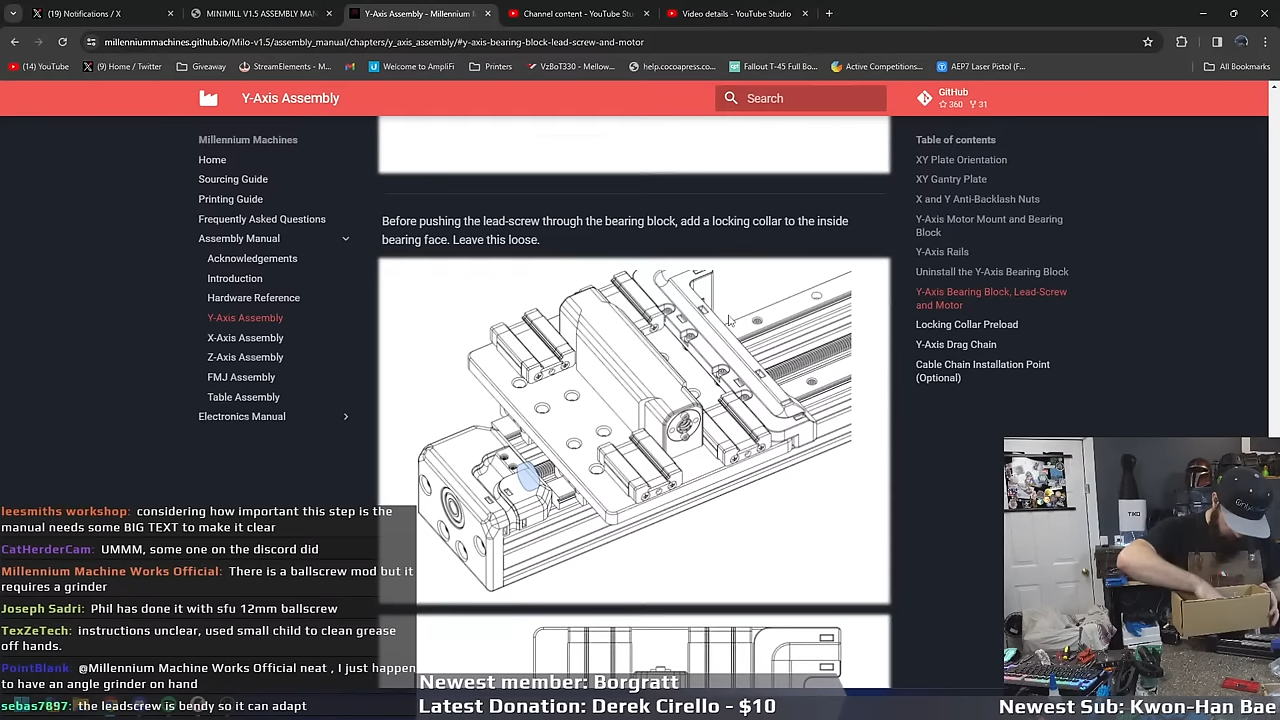 (19) Notifications / X
MINIMILL V1.5 ASSEMBLY MAN
Y-Axis Assembly – Millennium
Channel content - YouTube Stu
Video details - YouTube Studio
milleniummachines.github.io/Milo-v1.5/assembly_manual/chapters/y_axis_assembly/#y-axis-bearing-block-lead-screw-and-motor
(14) YouTube
(9) Home / Twitter
Giveaway
StreamElements - M...
Welcome to AmpliFi
Printers
VzBoT330 - Mellow...
help.cocoapress.co...
Fallout T-45 Full Bo...
Active Competitions...
AEP7 Laser Pistol (F...
All Bookmarks
Y-Axis Assembly
Search
GitHub
360 31
Millennium Machines
Home
Sourcing Guide
Printing Guide
Frequently Asked Questions
Assembly Manual
Acknowledgements
Introduction
Hardware Reference
Y-Axis Assembly
X-Axis Assembly
Z-Axis Assembly
FMJ Assembly
Table Assembly
Electronics Manual
Before pushing the lead-screw through the bearing block, add a locking collar to the inside
bearing face. Leave this loose.
Table of contents
XY Plate Orientation
XY Gantry Plate
X and Y Anti-Backlash Nuts
Y-Axis Motor Mount and Bearing
Block
Y-Axis Rails
Uninstall the Y-Axis Bearing Block
Y-Axis Bearing Block, Lead-Screw
and Motor
Locking Collar Preload
Y-Axis Drag Chain
Cable Chain Installation Point
(Optional)
leesmiths workshop: considering how important this step is the
manual needs some BIG TEXT to make it clear
CatHerderCam: UMMM, some one on the discord did
Millennium Machine Works Official: There is a ballscrew mod but it
requires a grinder
Joseph Sadri: Phil has done it with sfu 12mm ballscrew
TexZeTech: instructions unclear, used small child to clean grease
off hands.
PointBlank: @Millennium Machine Works Official neat , I just happen
to have an angle grinder on hand
sebas7897: the leadscrew is bendy so it can adapt
TIKO
Newest member: Borgratt
Latest Donation: Derek Cirello - $10
Newest Sub: Kwon-Han Bae